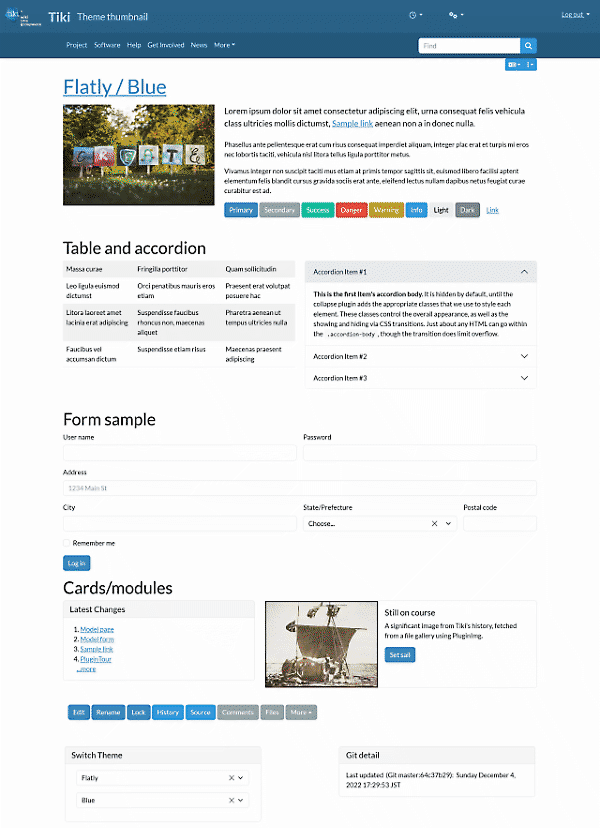 tiki
Tiki Theme thumbnail
Log out
Project Software Help Get Involved News More
Find
Flatly / Blue
Lorem ipsum dolor sit amet consectetur adipiscing elit, urna consequat felis vehicula
class ultricies mollis dictumst, Sample link aenean non a in donec nulla.
Phasellus ante pellentesque erat cum risus consequat imperdiet aliquam, integer plac erat et turpis mi eros
nec lobortis taciti, vehicula nisl litora tellus ligula porttitor metus.
Vivamus integer non suscipit taciti mus etiam at primis tempor sagittis sit, euismod libero facilisi aptent
elementum felis blandit cursus gravida sociis erat ante, eleifend lectus nullam dapibus netus feugiat curae
curabitur est ad.
Primary Secondary Success Danger Warning Info Light Dark Link
Table and accordion
Massa curae Fringilla porttitor Quam sollicitudin
Leo ligula euismod Orci penatibus mauris eros Praesent erat volutpat
dictumst etiam posuere hac
Litora laoreet amet Suspendisse faucibus Pharetra aenean ut
lacinia erat adipiscing rhoncus non, maecenas tempus ultricies nulla
aliquet
Faucibus vel Suspendisse etiam risus Maecenas praesent
accumsan dictum adipiscing
Accordion Item #1
This is the first item's accordion body. It is hidden by default, until the
collapse plugin adds the appropriate classes that we use to style each
element. These classes control the overall appearance, as well as the
showing and hiding via CSS transitions. Just about any HTML can go within
the .accordion-body , though the transition does limit overflow.
Accordion Item #2
Accordion Item #3
Form sample
User name Password
Address
1234 Main St
City State/Prefecture Postal code
Choose...
Remember me
Log in
Cards/modules
Latest Changes
1. Model page
2. Model form
3. Sample link
4. PluginTour
...more
Still on course
A significant image from Tiki's history, fetched
from a file gallery using PluginImg.
Set sail
Edit Rename Lock History Source Comments Files More
Switch Theme
Flatly
Blue
Git detail
Last updated (Git master:64c37b29): Sunday December 4,
2022 17:29:53 JST